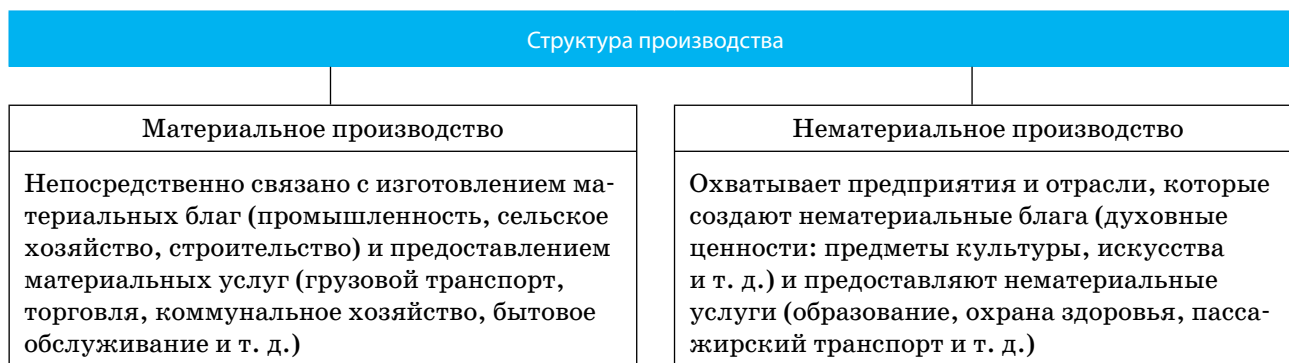 Структура производства
Материальное производство
Непосредственно связано с изготовлением ма-
териальных благ (промышленность, сельское
хозяйство, строительство) и предоставлением
материальных услуг (грузовой транспорт,
торговля, коммунальное хозяйство, бытовое
обслуживание и т. д.)
Нематериальное производство
Охватывает предприятия и отрасли, которые
создают нематериальные блага (духовные
ценности: предметы культуры, искусства
и т. д.) и предоставляют нематериальные
услуги (образование, охрана здоровья, пасса-
жирский транспорт и т. д.)